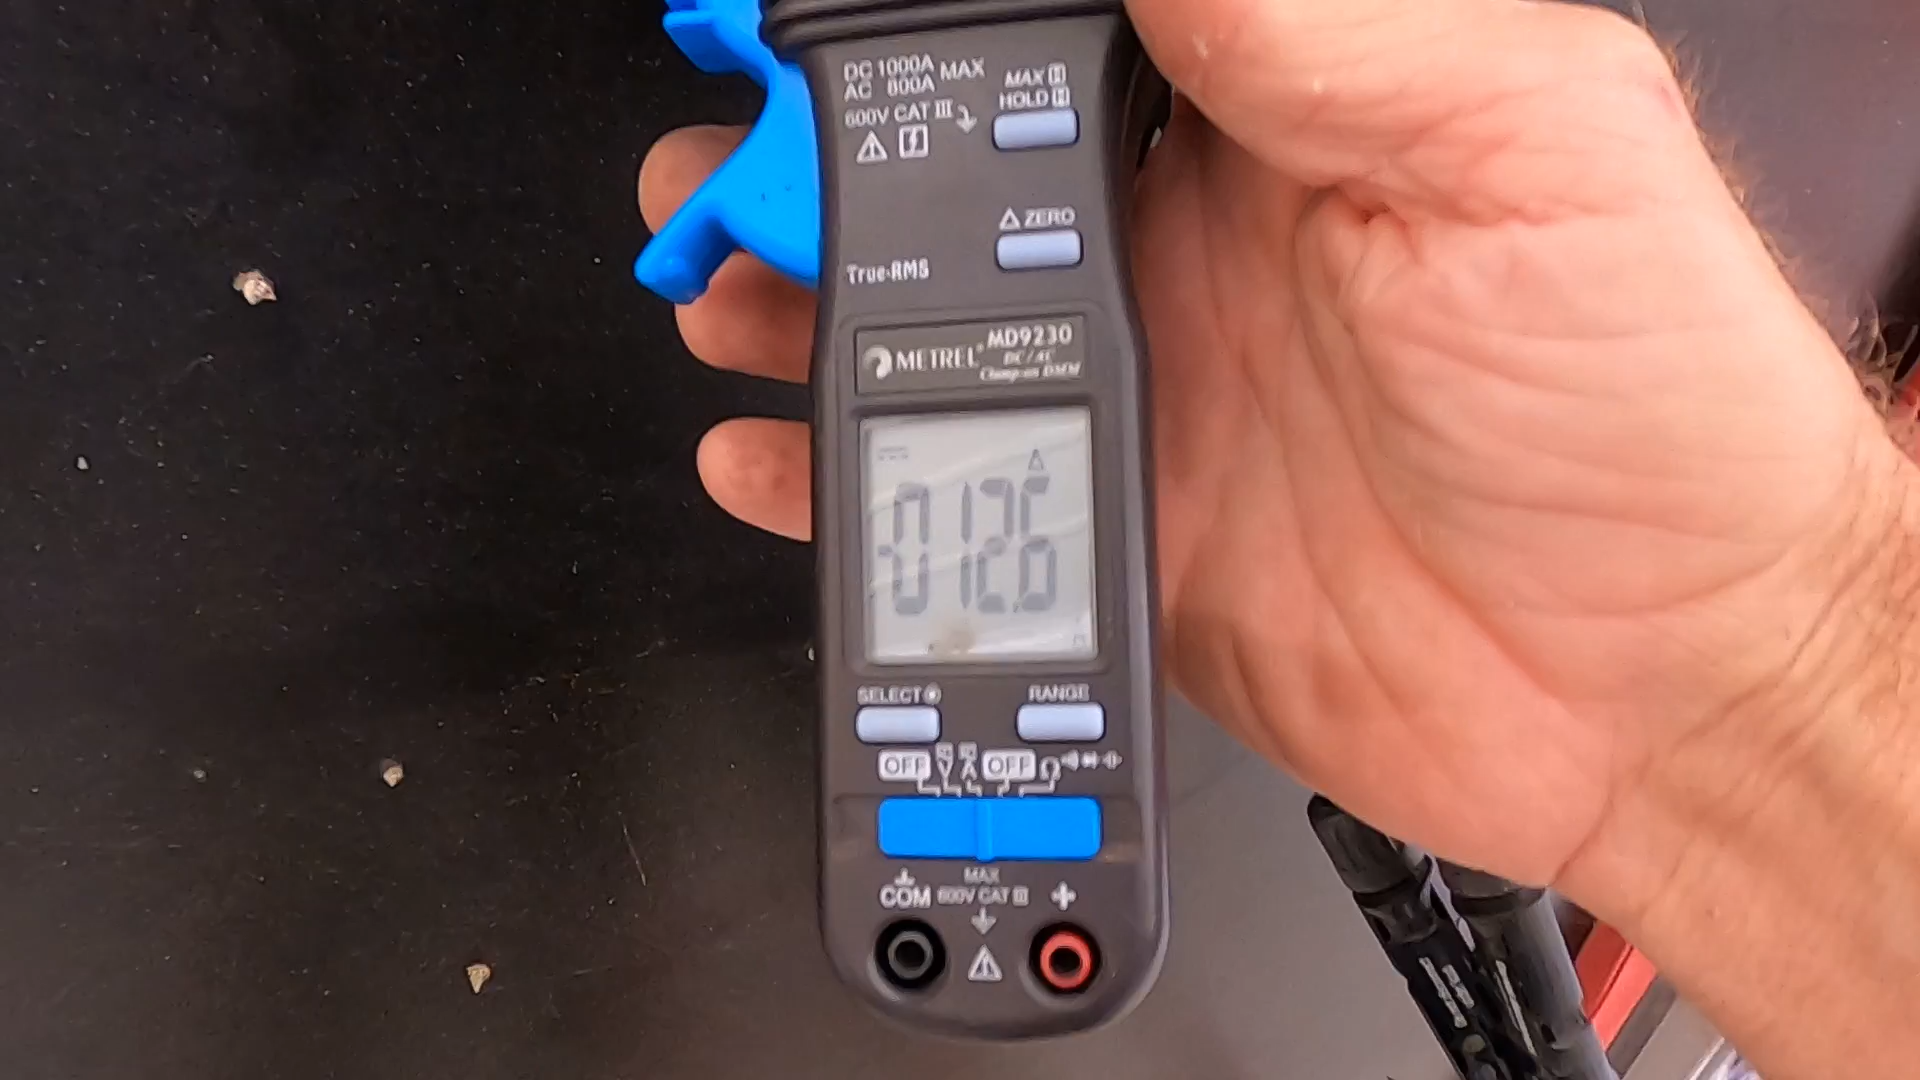 DC 1000A MAX
AC 800A
600V CAT III
MAX M
HOLD H
Δ ZERO
True-RMS
METREL® MD9230
DC / AC
Clamp-on DMM
Δ
-012.6
A
SELECT
RANGE
OFF V A OFF Ω
COM
MAX
600V CAT III
+